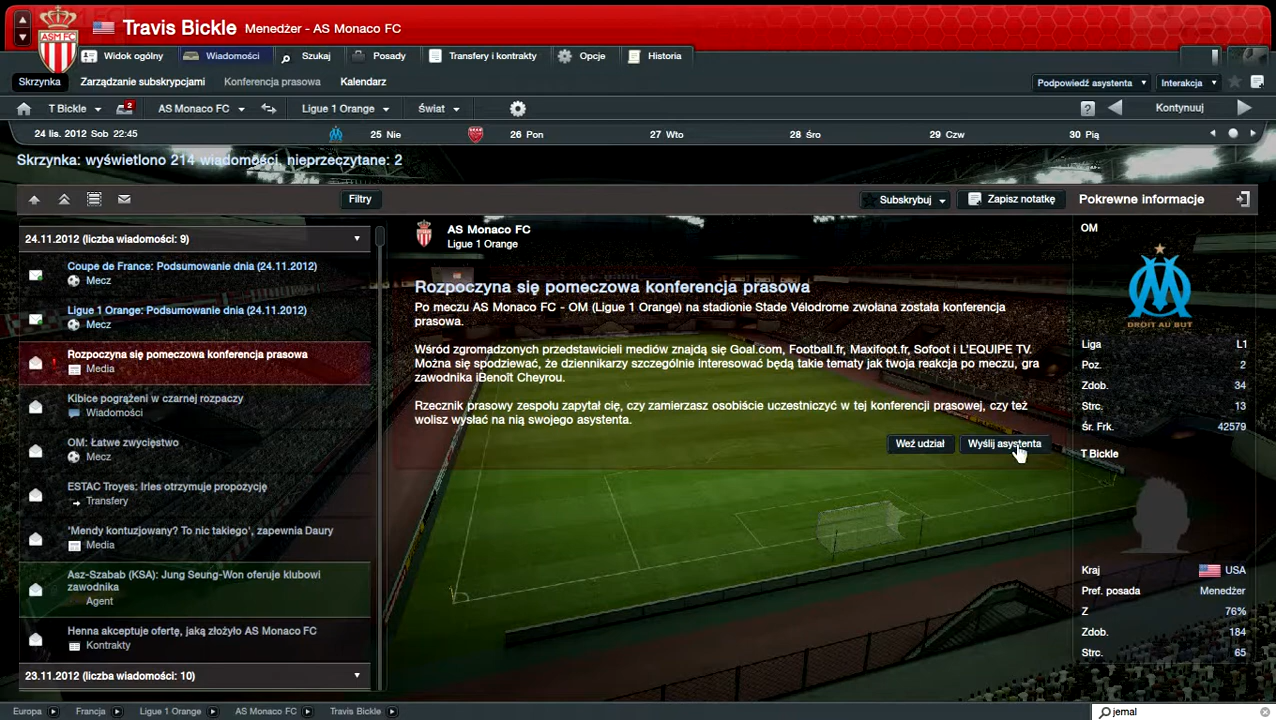 Travis Bickle Menedżer - AS Monaco FC
Widok ogólny Wiadomości Szukaj Posady Transfery i kontrakty Opcje Historia
Skrzynka Zarządzanie subskrypcjami Konferencja prasowa Kalendarz Podpowiedź asystenta Interakcja
T Bickle 2 AS Monaco FC Ligue 1 Orange Świat ? Kontynuuj
24 lis. 2012 Sob 22:45 25 Nie 26 Pon 27 Wto 28 Śro 29 Czw 30 Pią
Skrzynka: wyświetlono 214 wiadomości, nieprzeczytane: 2
Filtry Subskrybuj Zapisz notatkę Pokrewne informacje
24.11.2012 (liczba wiadomości: 9)
Coupe de France: Podsumowanie dnia (24.11.2012)
Mecz
Ligue 1 Orange: Podsumowanie dnia (24.11.2012)
Mecz
Rozpoczyna się pomeczowa konferencja prasowa
Media
Kibice pogrążeni w czarnej rozpaczy
Wiadomości
OM: Łatwe zwycięstwo
Mecz
ESTAC Troyes: Irles otrzymuje propozycję
Transfery
'Mendy kontuzjowany? To nic takiego', zapewnia Daury
Media
Asz-Szabab (KSA): Jung Seung-Won oferuje klubowi
zawodnika
Agent
Henna akceptuje ofertę, jaką złożyło AS Monaco FC
Kontrakty
23.11.2012 (liczba wiadomości: 10)
AS Monaco FC
Ligue 1 Orange
Rozpoczyna się pomeczowa konferencja prasowa
Po meczu AS Monaco FC - OM (Ligue 1 Orange) na stadionie Stade Vélodrome zwołana została konferencja
prasowa.
Wśród zgromadzonych przedstawicieli mediów znajdą się Goal.com, Football.fr, Maxifoot.fr, Sofoot i L'EQUIPE TV.
Można się spodziewać, że dziennikarzy szczególnie interesować będą takie tematy jak twoja reakcja po meczu, gra
zawodnika iBenoît Cheyrou.
Rzecznik prasowy zespołu zapytał cię, czy zamierzasz osobiście uczestniczyć w tej konferencji prasowej, czy też
wolisz wysłać na nią swojego asystenta.
Weź udział Wyślij asystenta
OM
DROIT AU BUT
Liga L1
Poz. 2
Zdob. 34
Strc. 13
Śr. Frk. 42579
T Bickle
Kraj USA
Pref. posada Menedżer
Z 76%
Zdob. 184
Strc. 65
Europa Francja Ligue 1 Orange AS Monaco FC Travis Bickle jemal